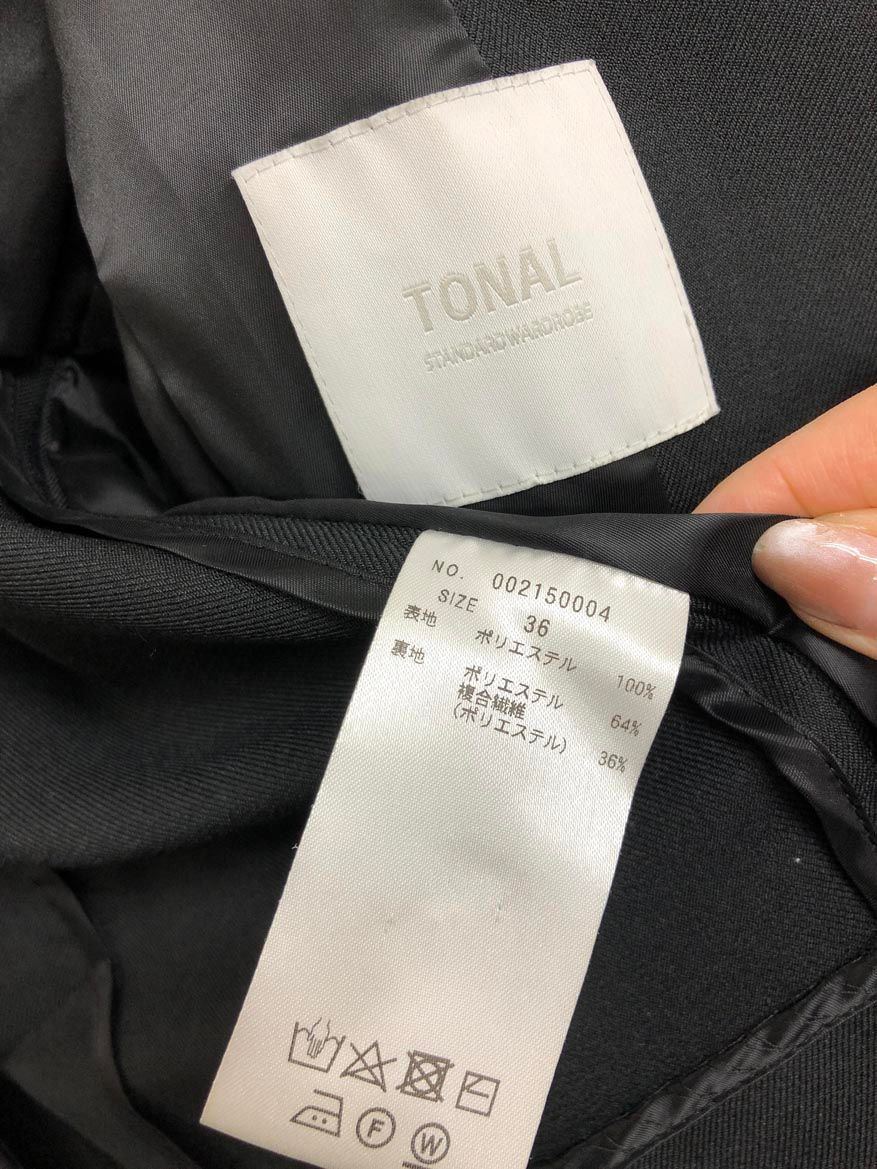 TONAL
STANDARD WARDROBE
NO. 002150004
SIZE 36
表地 ポリエステル 100%
裏地 ポリエステル 64%
複合繊維
(ポリエステル) 36%
F
W